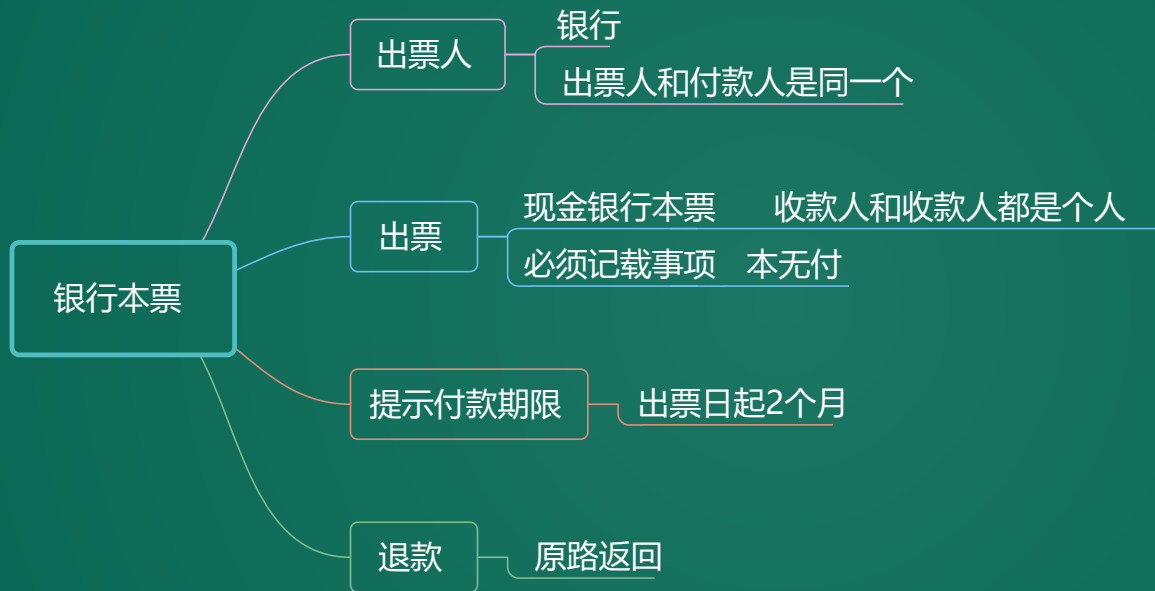 银行本票
出票人
银行
出票人和付款人是同一个
出票
现金银行本票 收款人和收款人都是个人
必须记载事项 本无付
提示付款期限
出票日起2个月
退款
原路返回